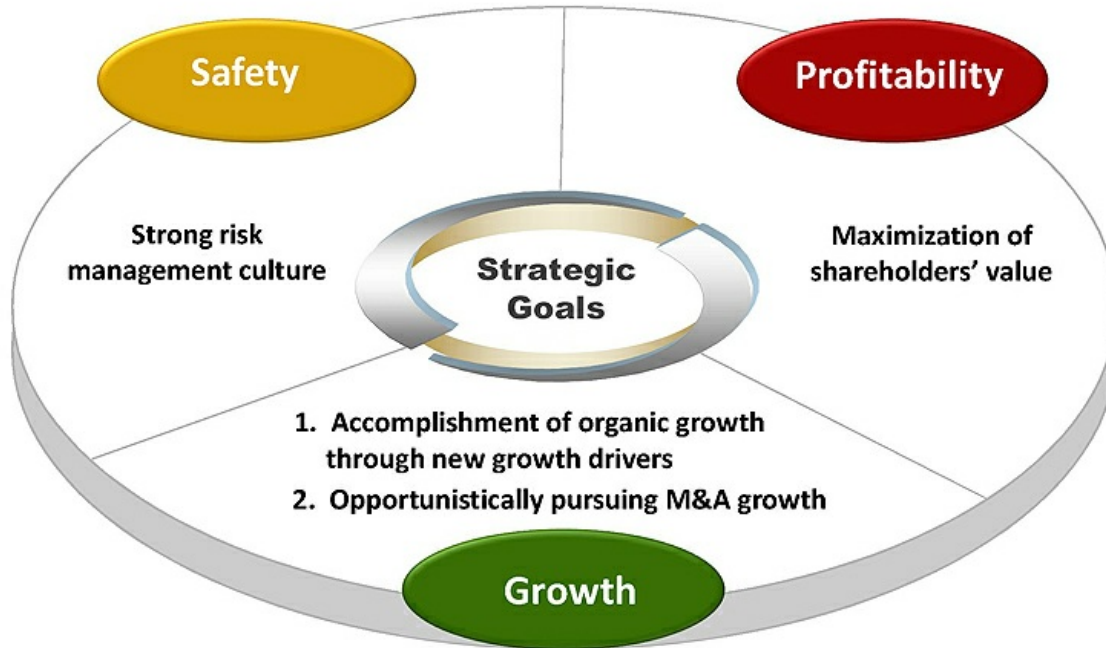 Safety
Profitability
Strong risk
management culture
Strategic
Goals
Maximization of
shareholders’ value
1. Accomplishment of organic growth
through new growth drivers
2. Opportunistically pursuing M&A growth
Growth